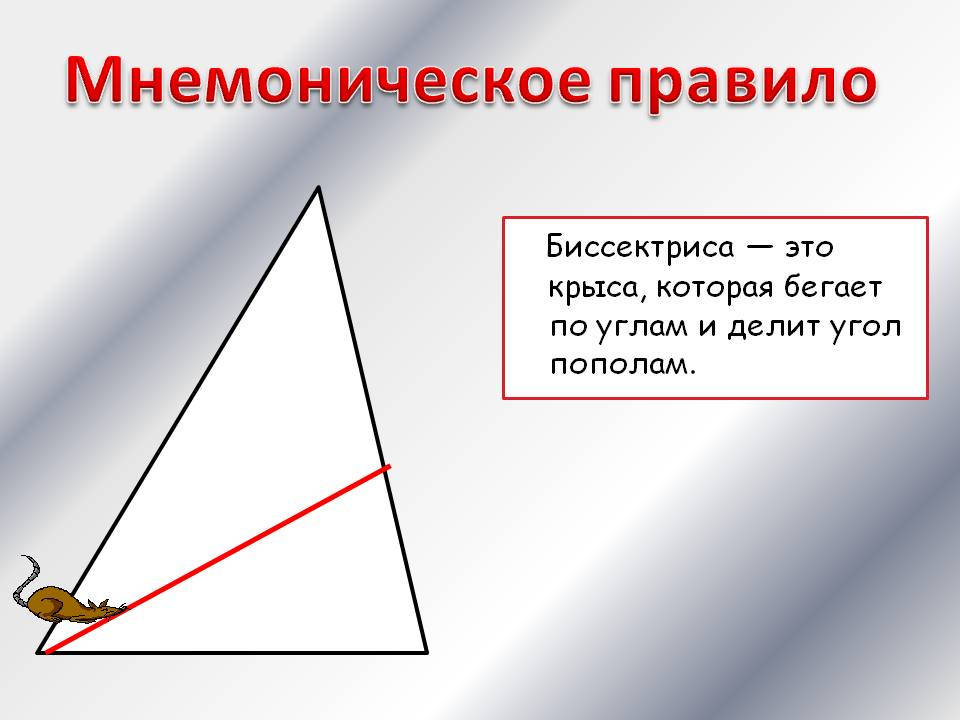 Мнемоническое правило
Биссектриса — это
крыса, которая бегает
по углам и делит угол
пополам.